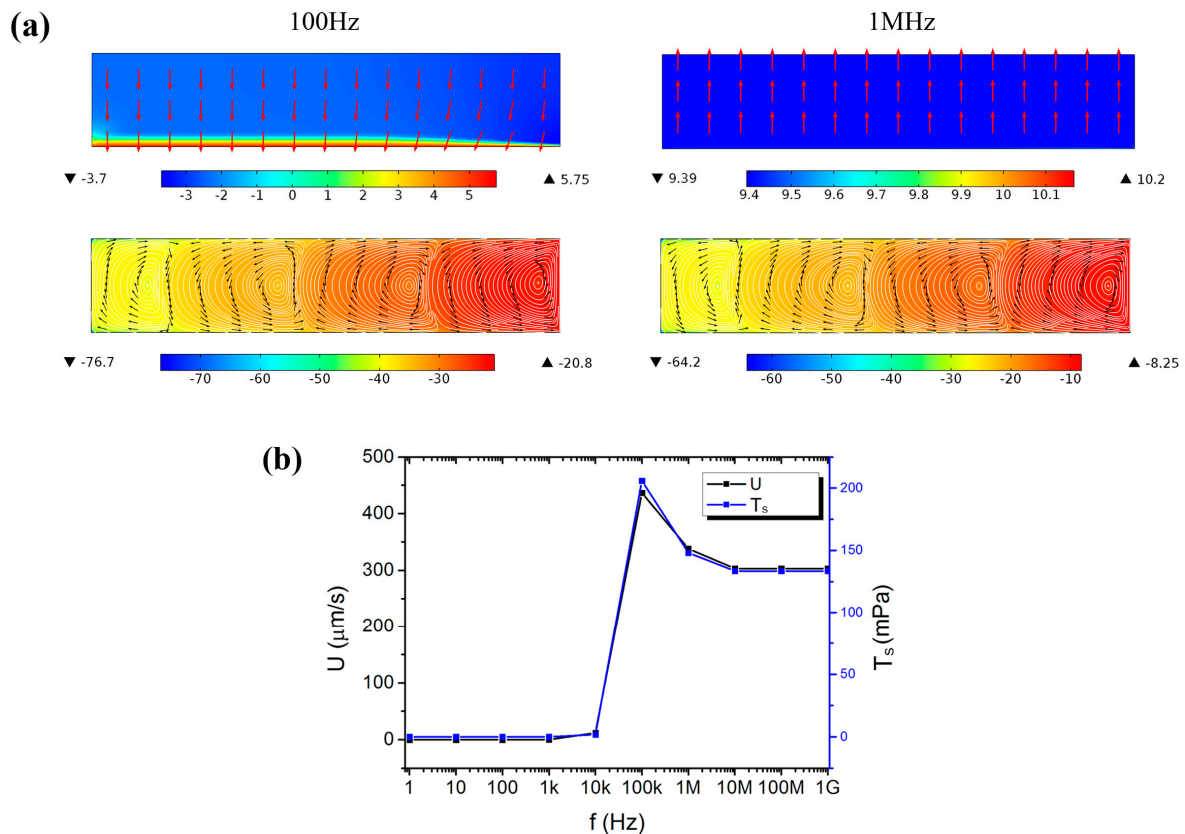 (a)
100Hz 1MHz
▼ -3.7 ▲ 5.75 ▼ 9.39 ▲ 10.2
-3 -2 -1 0 1 2 3 4 5 9.4 9.5 9.6 9.7 9.8 9.9 10 10.1
▼ -76.7 ▲ -20.8 ▼ -64.2 ▲ -8.25
-70 -60 -50 -40 -30 -60 -50 -40 -30 -20 -10
(b)
U
Tₛ
500
400
300
200
100
0
U (μm/s)
200
150
100
50
0
Tₛ (mPa)
1 10 100 1k 10k 100k 1M 10M 100M 1G
f (Hz)